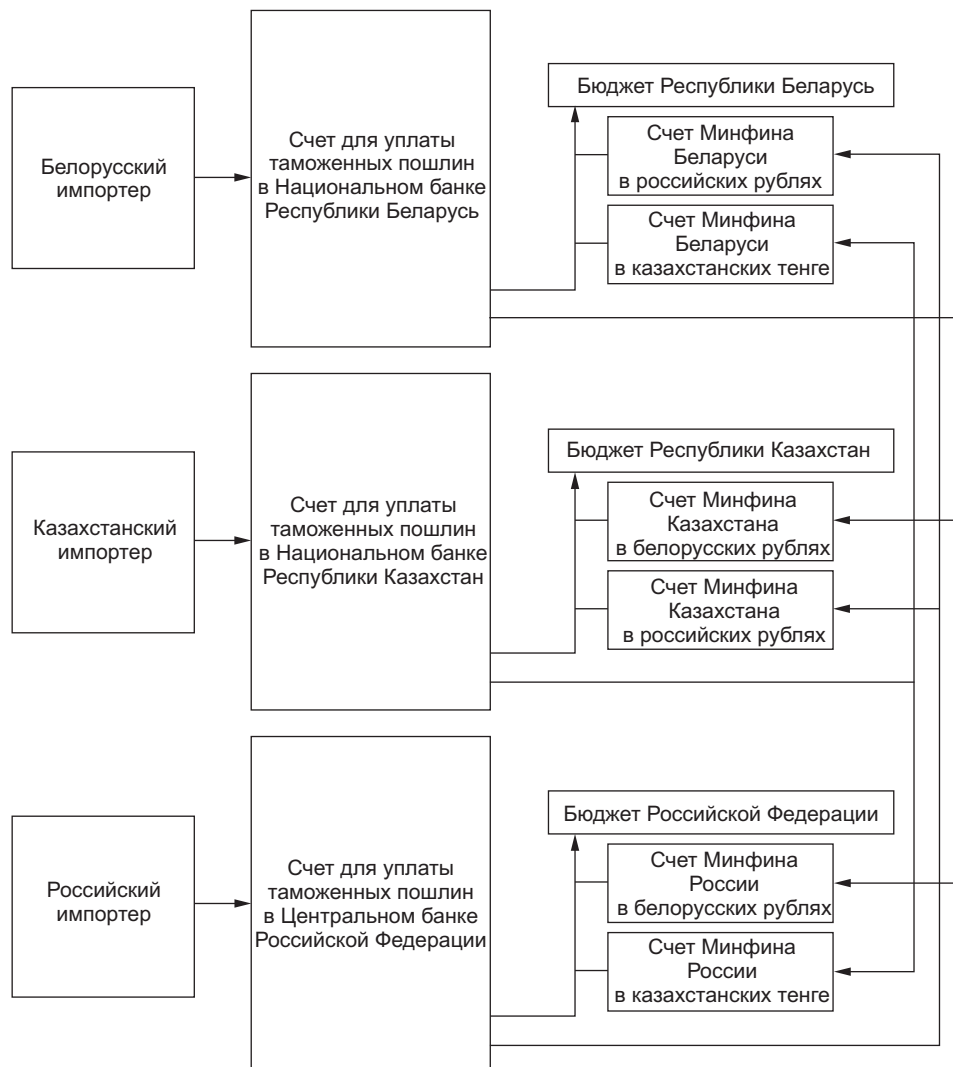 Белорусский
импортер
Счет для уплаты
таможенных пошлин
в Национальном банке
Республики Беларусь
Бюджет Республики Беларусь
Счет Минфина
Беларуси
в российских рублях
Счет Минфина
Беларуси
в казахстанских тенге
Казахстанский
импортер
Счет для уплаты
таможенных пошлин
в Национальном банке
Республики Казахстан
Бюджет Республики Казахстан
Счет Минфина
Казахстана
в белорусских рублях
Счет Минфина
Казахстана
в российских рублях
Российский
импортер
Счет для уплаты
таможенных пошлин
в Центральном банке
Российской Федерации
Бюджет Российской Федерации
Счет Минфина
России
в белорусских рублях
Счет Минфина
России
в казахстанских тенге